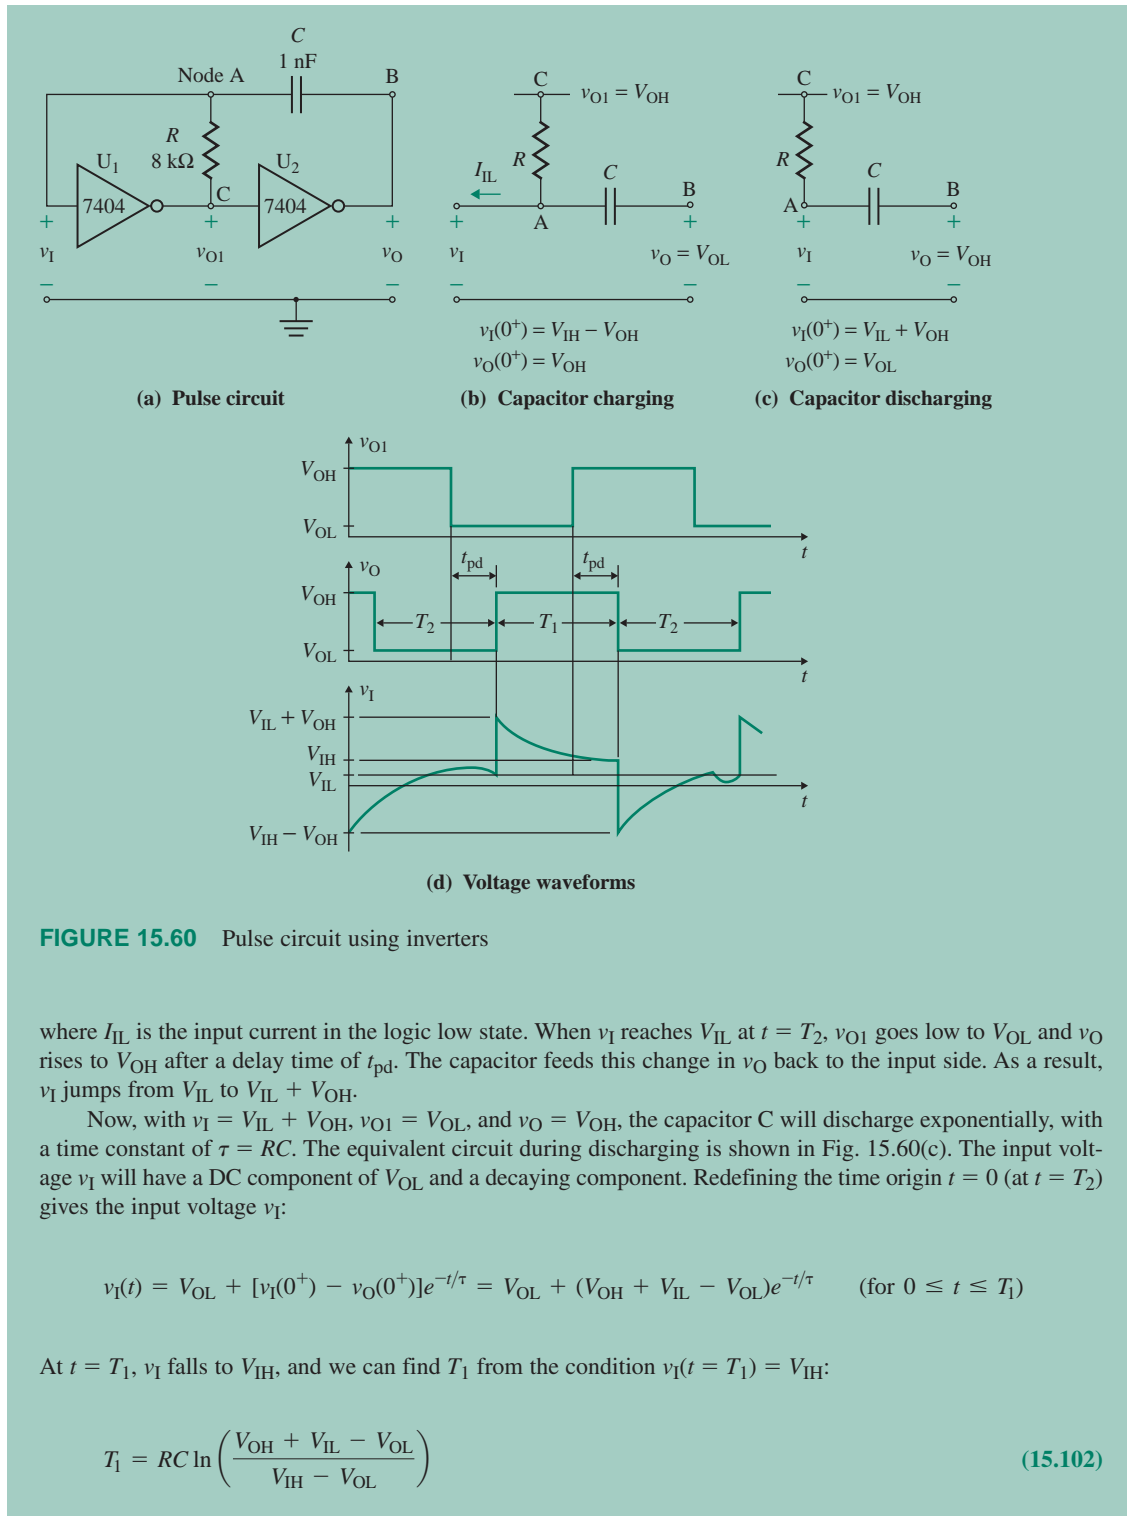 C
1 nF
Node A
B
R
8 kΩ
U1
U2
C
7404
7404
+ + +
vI
vO1
vO
− − −
(a) Pulse circuit
C
vO1 = VOH
R
IIL
C
B
A
+ +
vI
vO = VOL
− −
vI(0+) = VIH − VOH
vO(0+) = VOH
(b) Capacitor charging
C
vO1 = VOH
R
C
B
A
+ +
vI
vO = VOH
− −
vI(0+) = VIL + VOH
vO(0+) = VOL
(c) Capacitor discharging
vO1
VOH
VOL
t
tpd
tpd
vO
VOH
T2
T1
T2
VOL
t
vI
VIL + VOH
VIH
VIL
t
VIH − VOH
(d) Voltage waveforms
FIGURE 15.60 Pulse circuit using inverters
where IIL is the input current in the logic low state. When vI reaches VIL at t = T2, vO1 goes low to VOL and vO
rises to VOH after a delay time of tpd. The capacitor feeds this change in vO back to the input side. As a result,
vI jumps from VIL to VIL + VOH.
Now, with vI = VIL + VOH, vO1 = VOL, and vO = VOH, the capacitor C will discharge exponentially, with
a time constant of τ = RC. The equivalent circuit during discharging is shown in Fig. 15.60(c). The input volt-
age vI will have a DC component of VOL and a decaying component. Redefining the time origin t = 0 (at t = T2)
gives the input voltage vI:
vI(t) = VOL + [vI(0+) − vO(0+)]e−t/τ = VOL + (VOH + VIL − VOL)e−t/τ (for 0 ≤ t ≤ T1)
At t = T1, vI falls to VIH, and we can find T1 from the condition vI(t = T1) = VIH:
T1 = RC ln((VOH + VIL − VOL)/(VIH − VOL)) (15.102)